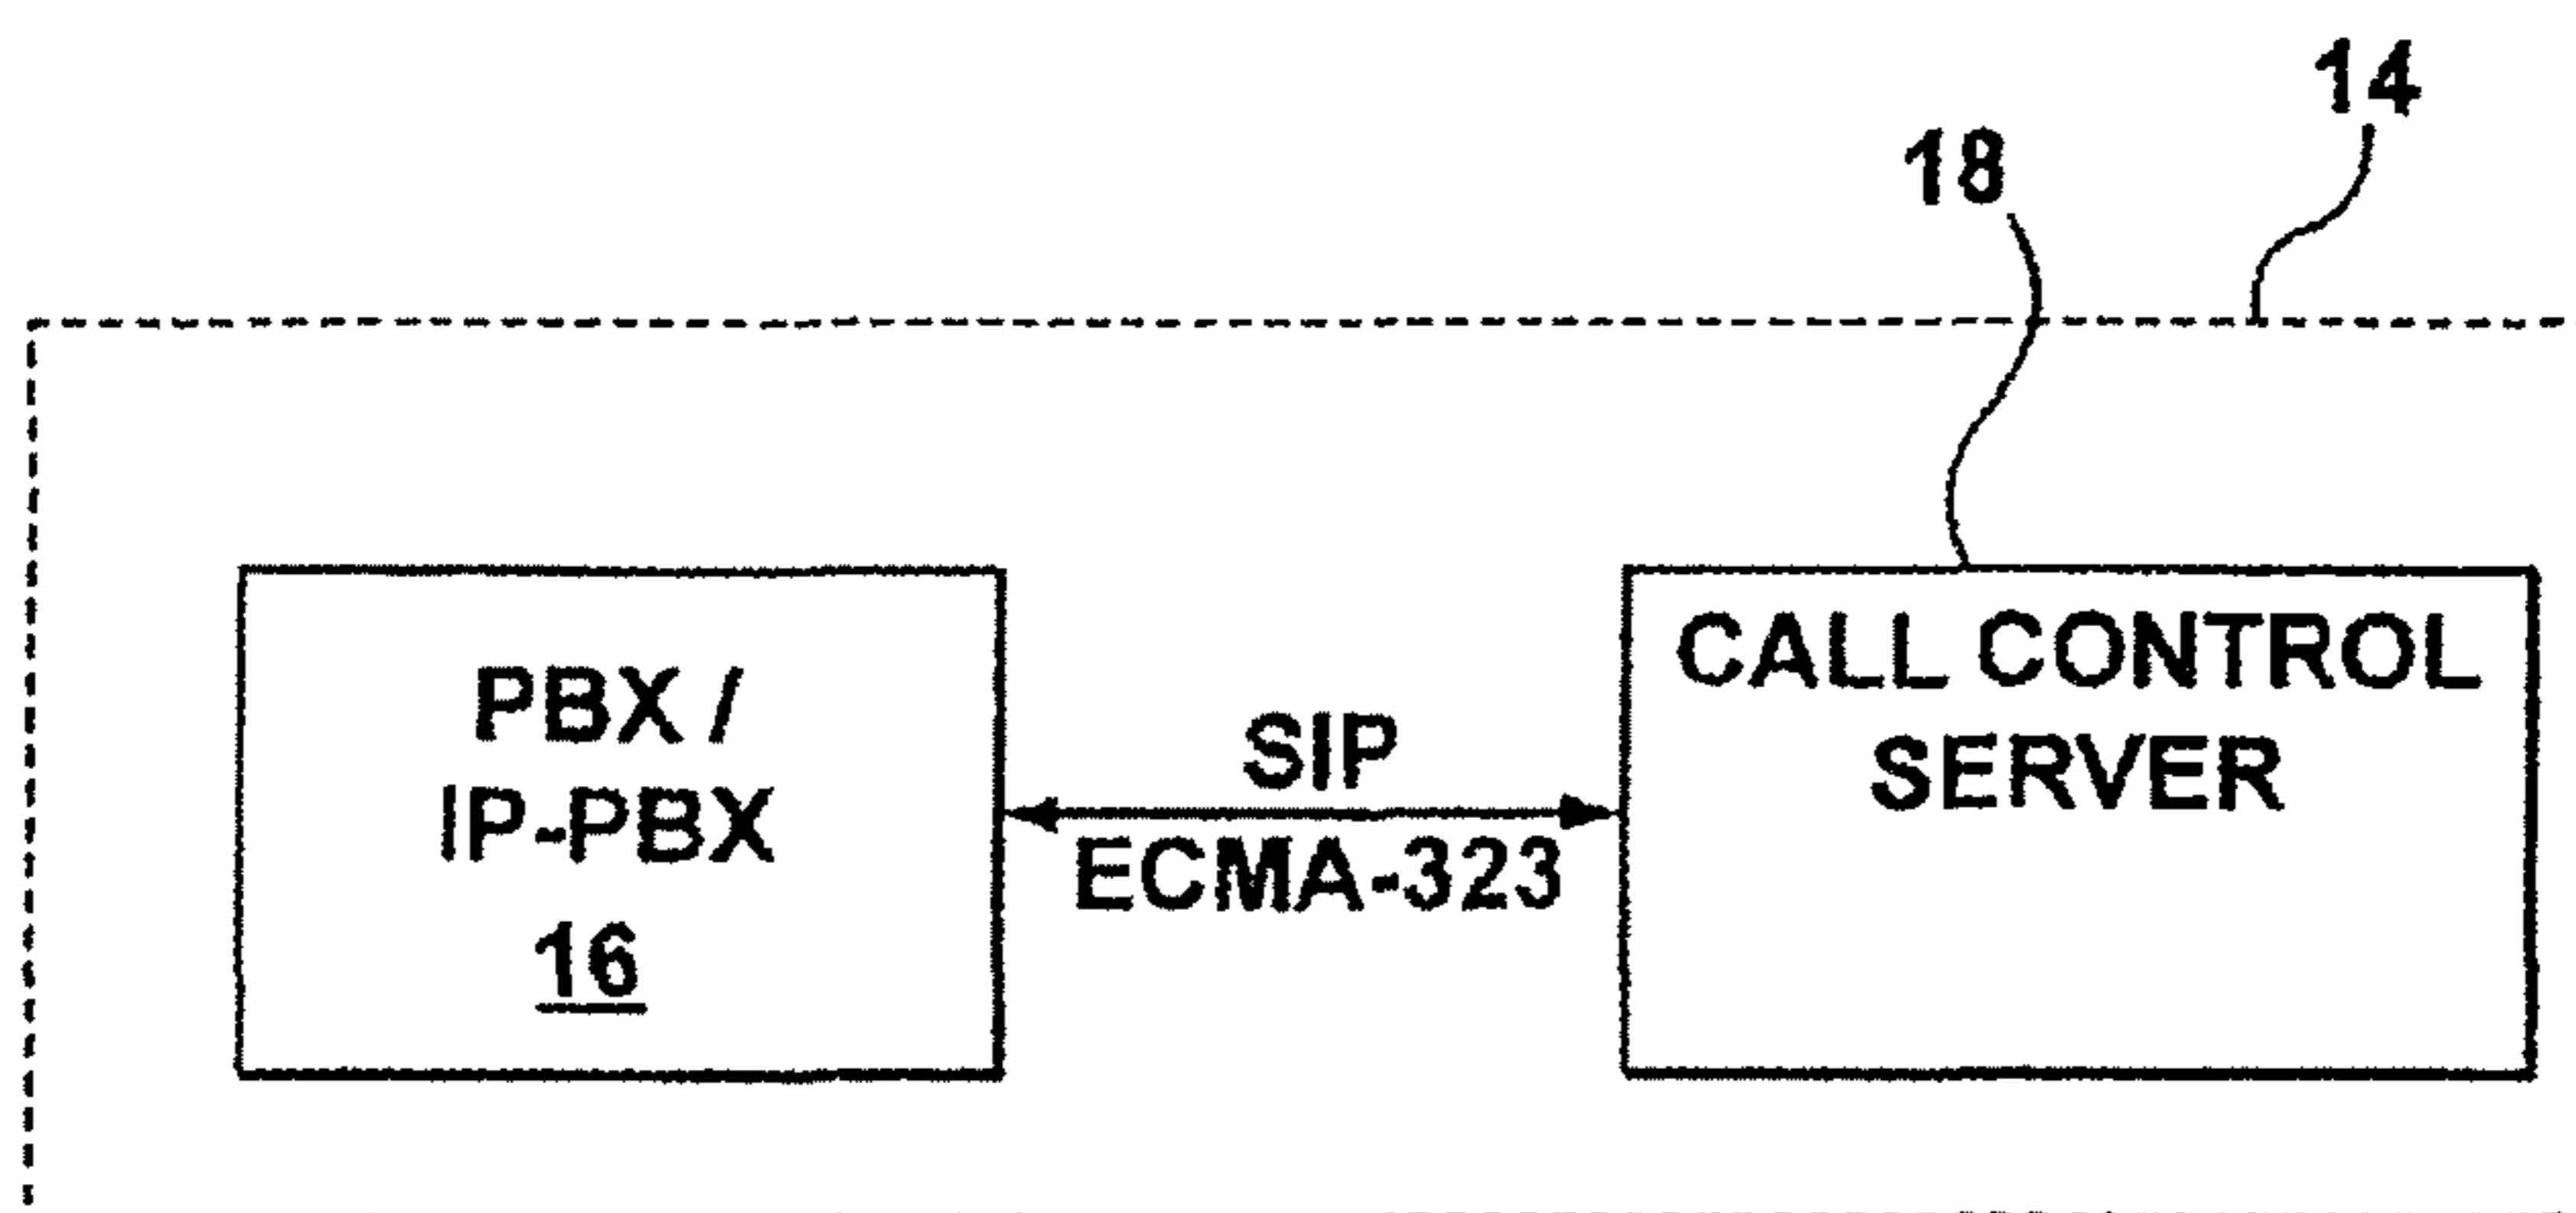 14
18
PBX /
IP-PBX
16
SIP
ECMA-323
CALL CONTROL
SERVER